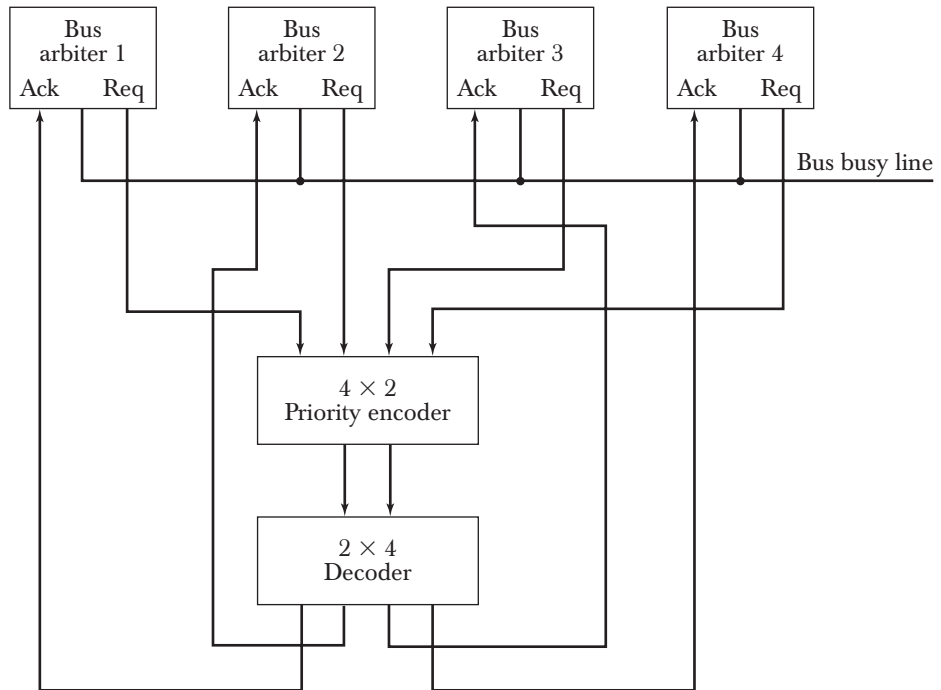 Bus
arbiter 1
Ack Req
Bus
arbiter 2
Ack Req
Bus
arbiter 3
Ack Req
Bus
arbiter 4
Ack Req
Bus busy line
4 × 2
Priority encoder
2 × 4
Decoder